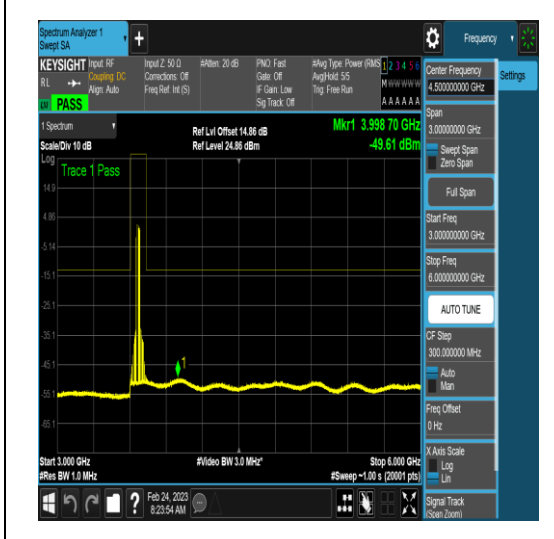 Spectrum Analyzer 1
Swept SA
Frequency
KEYSIGHT
RL
Input: RF
Coupling: DC
Align: Auto
Input Z: 50 Ω
Corrections: Off
Freq Ref: Int (S)
#Atten: 20 dB
PNO: Fast
Gate: Off
IF Gain: Low
Sig Track: Off
#Avg Type: Power (RMS
Avg|Hold: 5/5
Trig: Free Run
1 2 3 4 5 6
M W W W W W
A A A A A A
PASS
1 Spectrum
Scale/Div 10 dB
Ref Lvl Offset 14.86 dB
Ref Level 24.86 dBm
Mkr1 3.998 70 GHz
-49.61 dBm
Log
Trace 1 Pass
14.9
4.86
-5.14
-15.1
-25.1
-35.1
-45.1
-55.1
-65.1
1
Start 3.000 GHz
#Res BW 1.0 MHz
#Video BW 3.0 MHz*
Stop 6.000 GHz
#Sweep ~1.00 s (20001 pts)
Center Frequency
4.500000000 GHz
Settings
Span
3.00000000 GHz
Swept Span
Zero Span
Full Span
Start Freq
3.000000000 GHz
Stop Freq
6.000000000 GHz
AUTO TUNE
CF Step
300.000000 MHz
Auto
Man
Freq Offset
0 Hz
X Axis Scale
Log
Lin
Signal Track
(Span Zoom)
?
Feb 24, 2023
8:23:54 AM